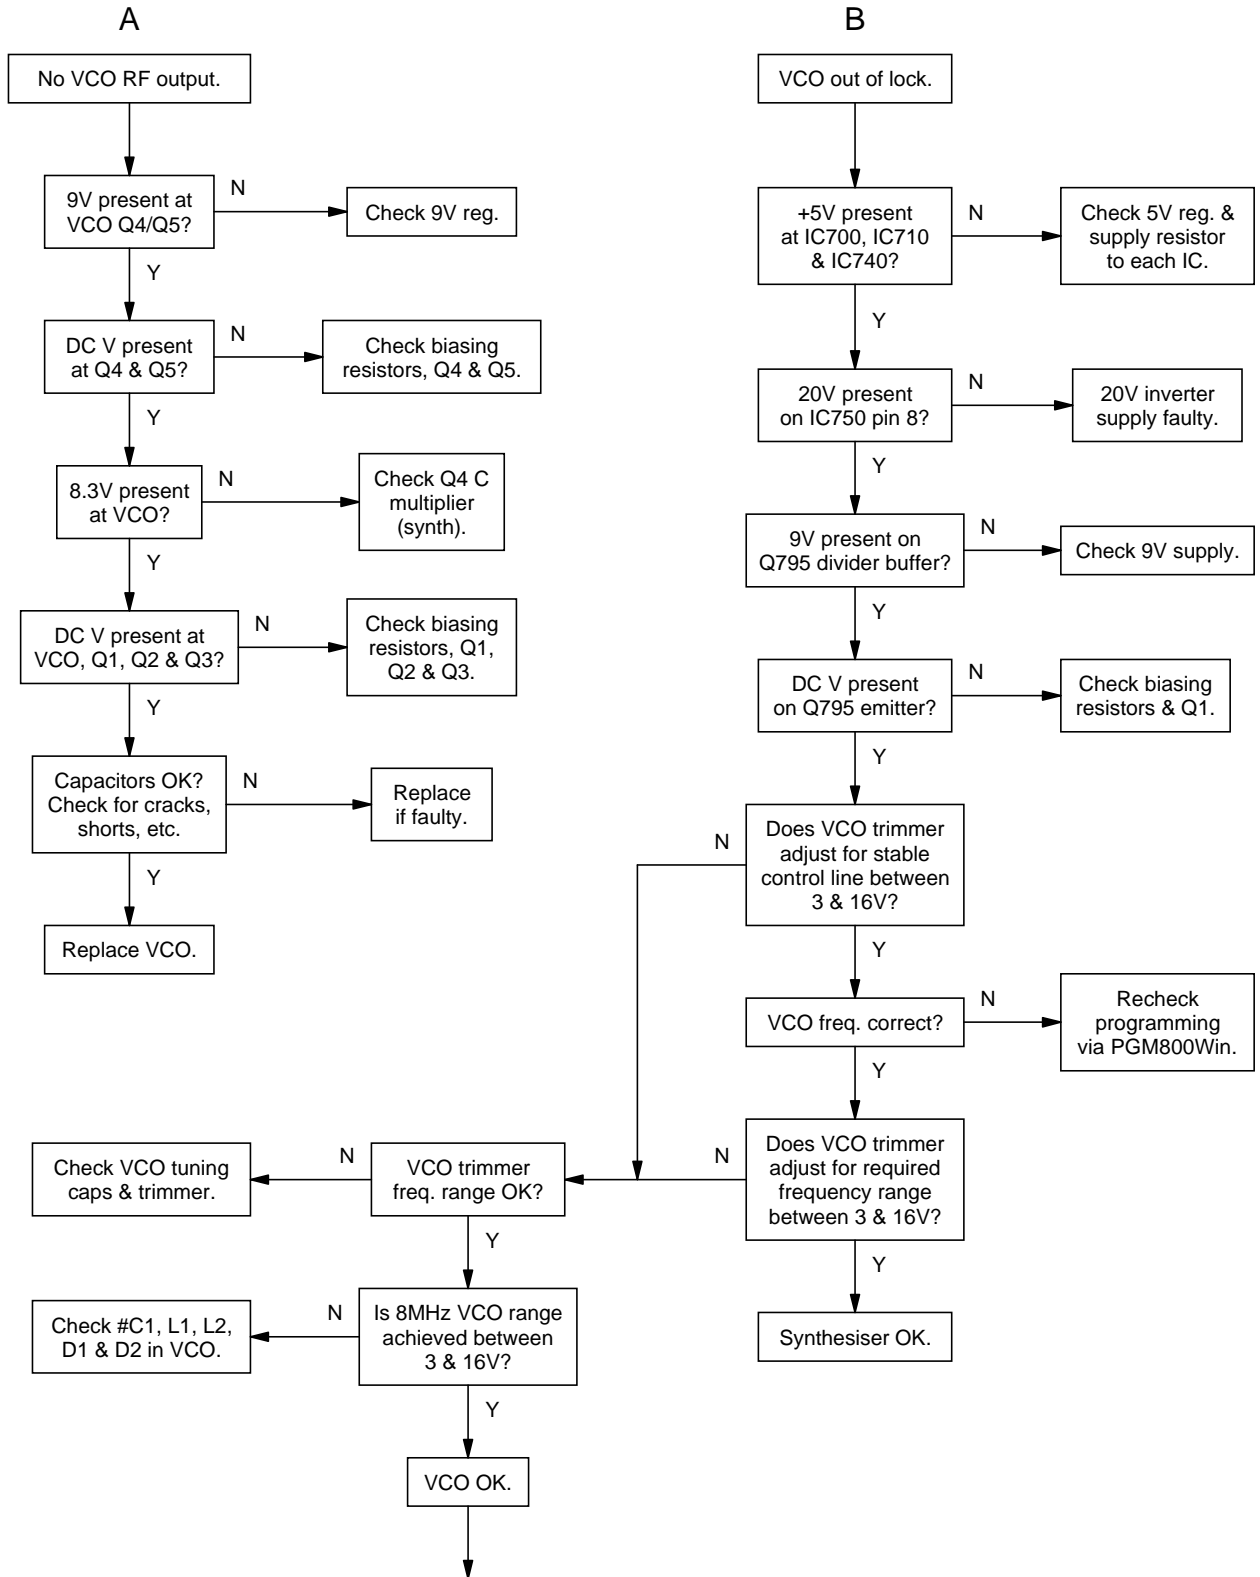 A
No VCO RF output.
9V present at
VCO Q4/Q5?
N
Check 9V reg.
Y
DC V present
at Q4 & Q5?
N
Check biasing
resistors, Q4 & Q5.
Y
8.3V present
at VCO?
N
Check Q4 C
multiplier
(synth).
Y
DC V present at
VCO, Q1, Q2 & Q3?
N
Check biasing
resistors, Q1,
Q2 & Q3.
Y
Capacitors OK?
Check for cracks,
shorts, etc.
N
Replace
if faulty.
Y
Replace VCO.
B
VCO out of lock.
+5V present
at IC700, IC710
& IC740?
N
Check 5V reg. &
supply resistor
to each IC.
Y
20V present
on IC750 pin 8?
N
20V inverter
supply faulty.
Y
9V present on
Q795 divider buffer?
N
Check 9V supply.
Y
DC V present
on Q795 emitter?
N
Check biasing
resistors & Q1.
Y
Does VCO trimmer
adjust for stable
control line between
3 & 16V?
N
Y
VCO freq. correct?
N
Recheck
programming
via PGM800Win.
Y
Does VCO trimmer
adjust for required
frequency range
between 3 & 16V?
N
Y
Synthesiser OK.
VCO trimmer
freq. range OK?
N
Check VCO tuning
caps & trimmer.
Y
Is 8MHz VCO range
achieved between
3 & 16V?
N
Check #C1, L1, L2,
D1 & D2 in VCO.
Y
VCO OK.